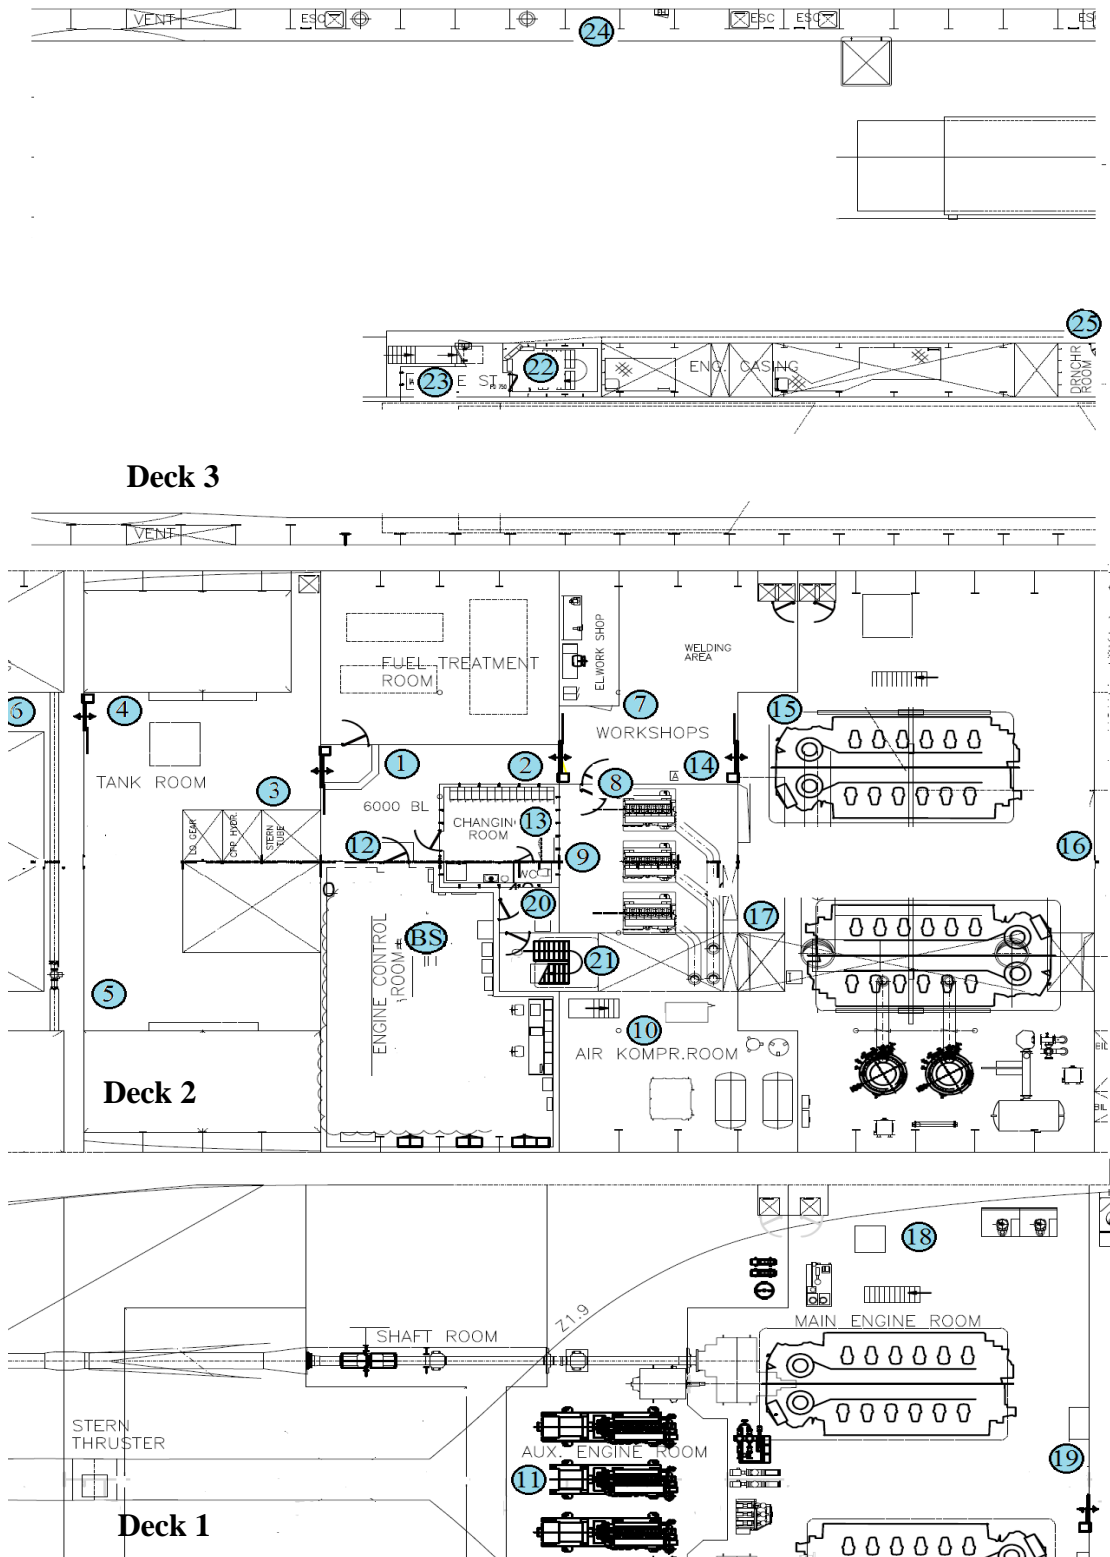 VENT
ESC
24
ESC
ESC
ES
25
22
23
E ST
ENG. CASING
DRNCHR
ROOM
Deck 3
VENT
EL.WORK SHOP
WELDING
AREA
FUEL TREATMENT
ROOM
6
4
7
15
WORKSHOPS
1
2
14
TANK ROOM
8
3
6000 BL
CHANGIN
ROOM
13
LO GEAR
CPP HYDR.
STERN
TUBE
12
9
16
WC
20
17
BS
ENGINE CONTROL
ROOM
21
5
10
AIR KOMPR.ROOM
Deck 2
BIL
18
Z1.9
MAIN ENGINE ROOM
SHAFT ROOM
STERN
THRUSTER
AUX. ENGINE ROOM
19
11
Deck 1